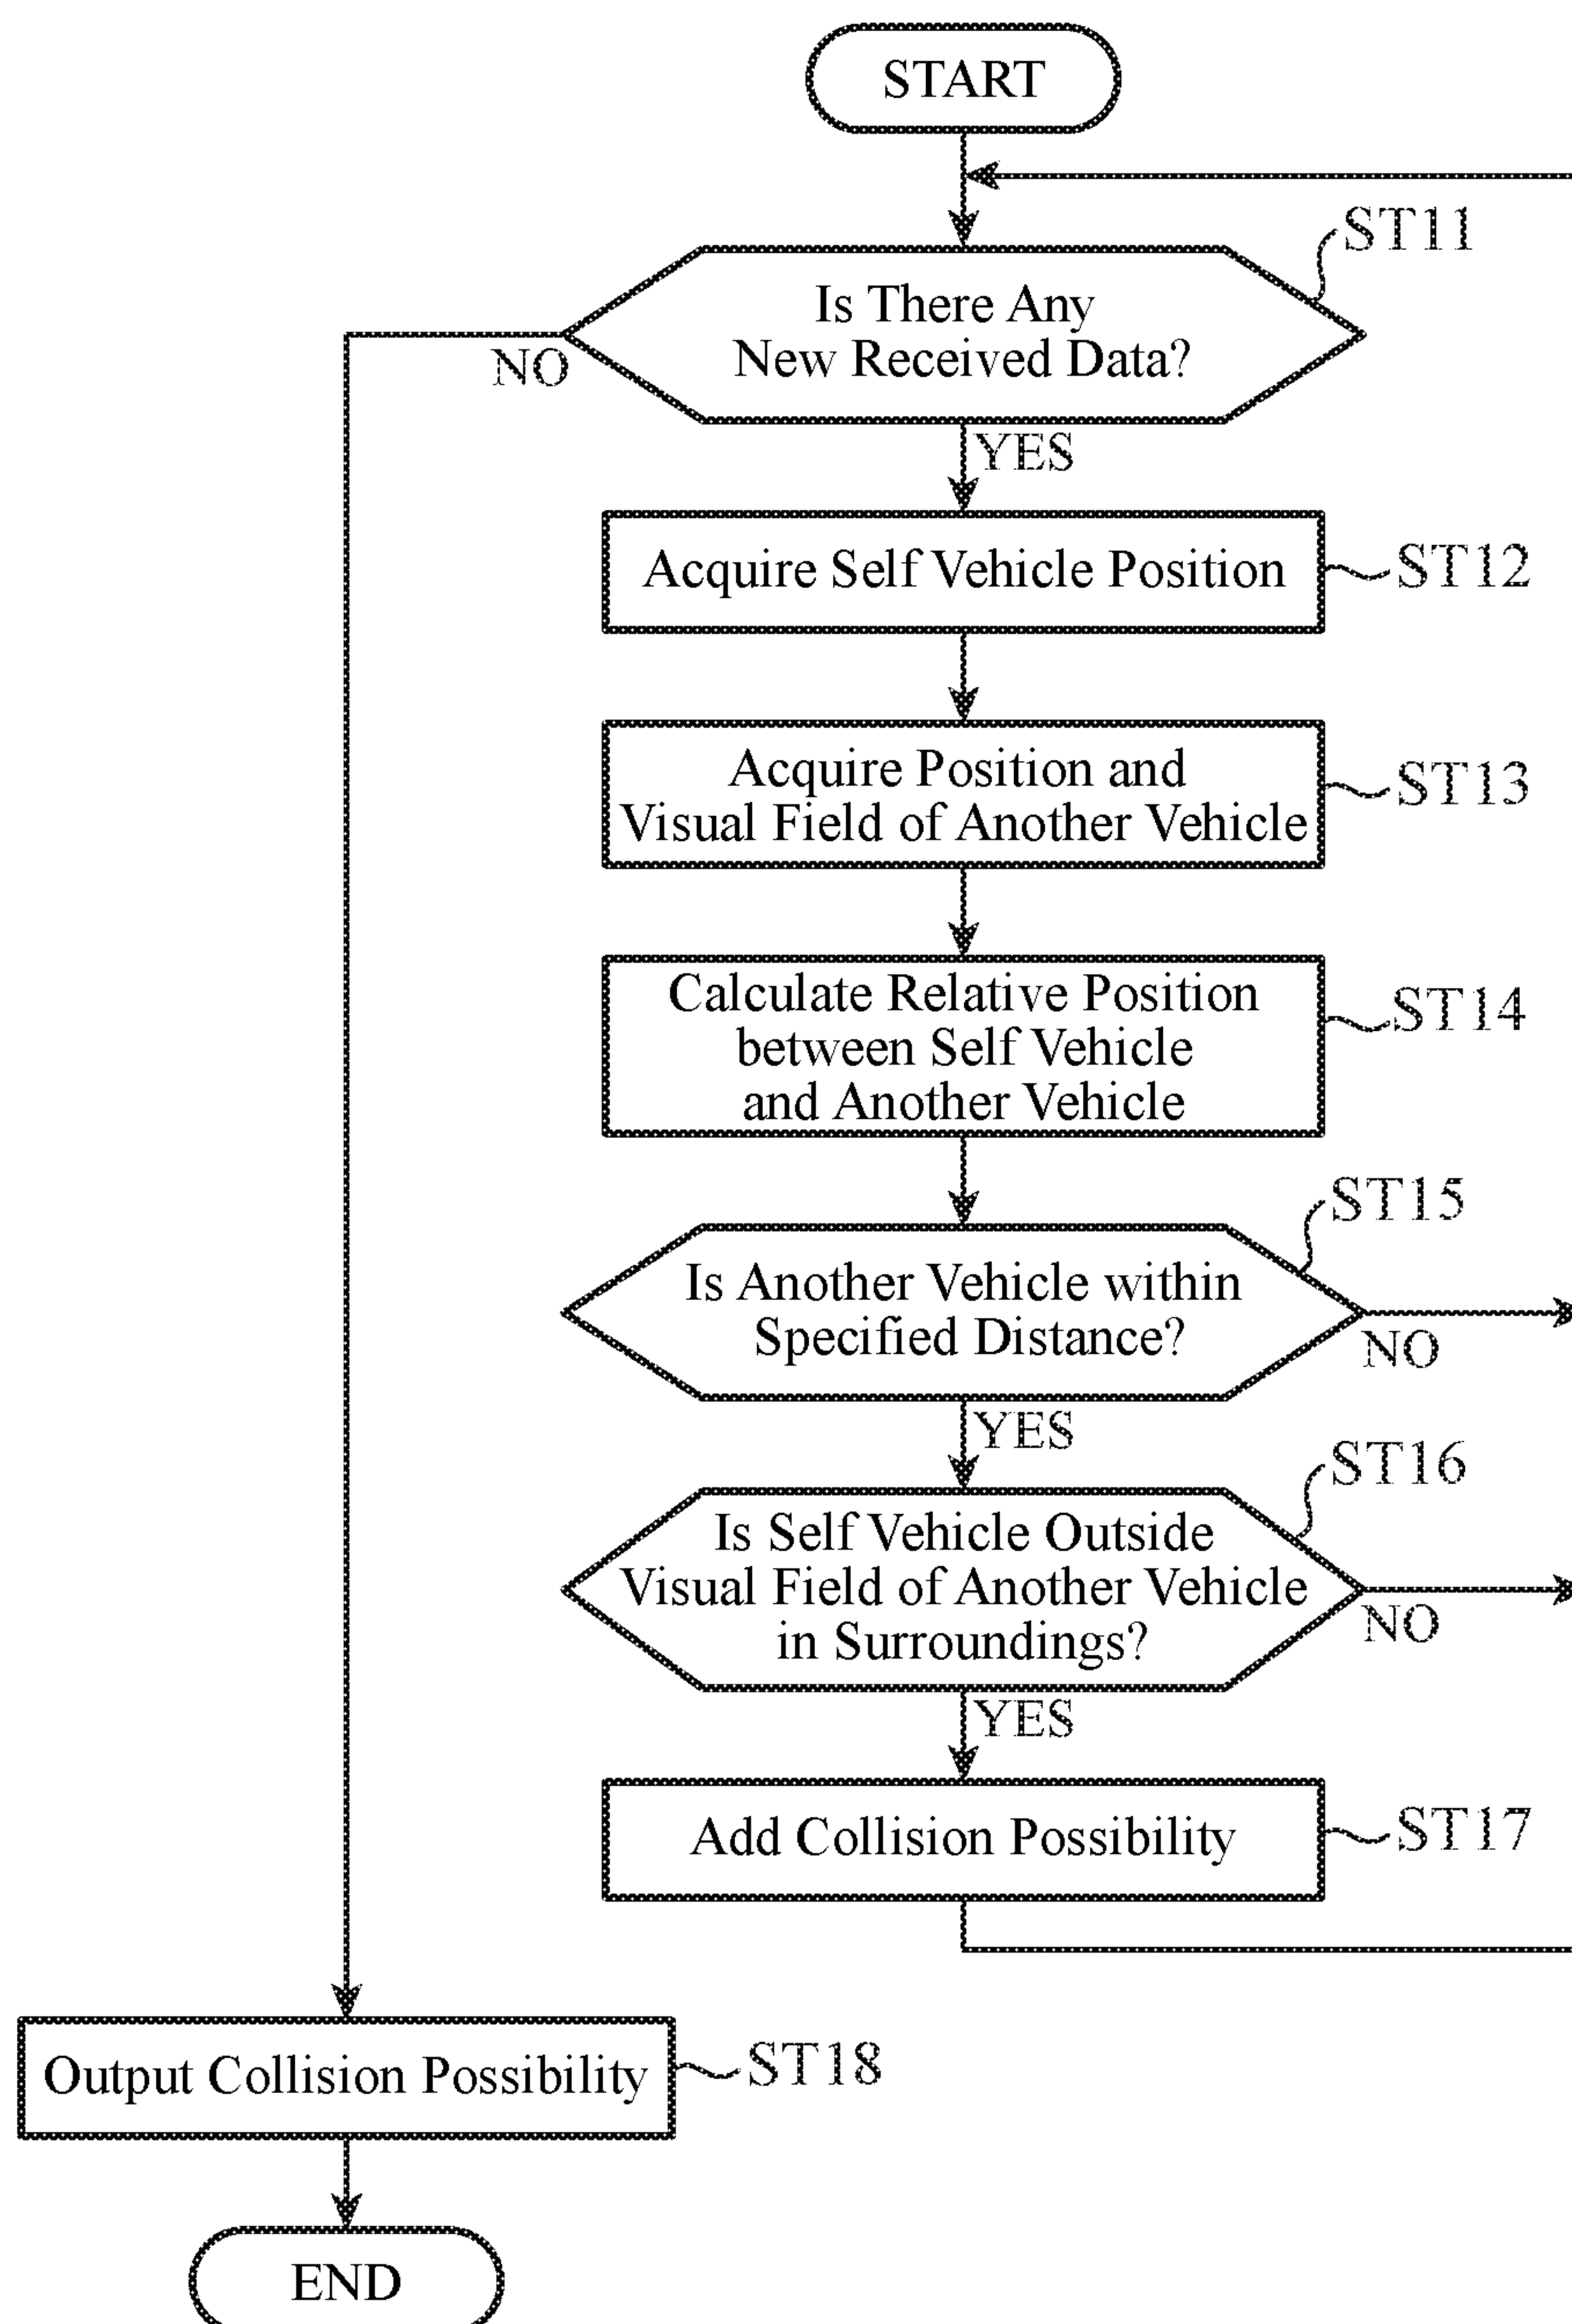 START
ST11
Is There Any
New Received Data?
NO
YES
Acquire Self Vehicle Position
ST12
Acquire Position and
Visual Field of Another Vehicle
ST13
Calculate Relative Position
between Self Vehicle
and Another Vehicle
ST14
ST15
Is Another Vehicle within
Specified Distance?
NO
YES
ST16
Is Self Vehicle Outside
Visual Field of Another Vehicle
in Surroundings?
NO
YES
Add Collision Possibility
ST17
Output Collision Possibility
ST18
END